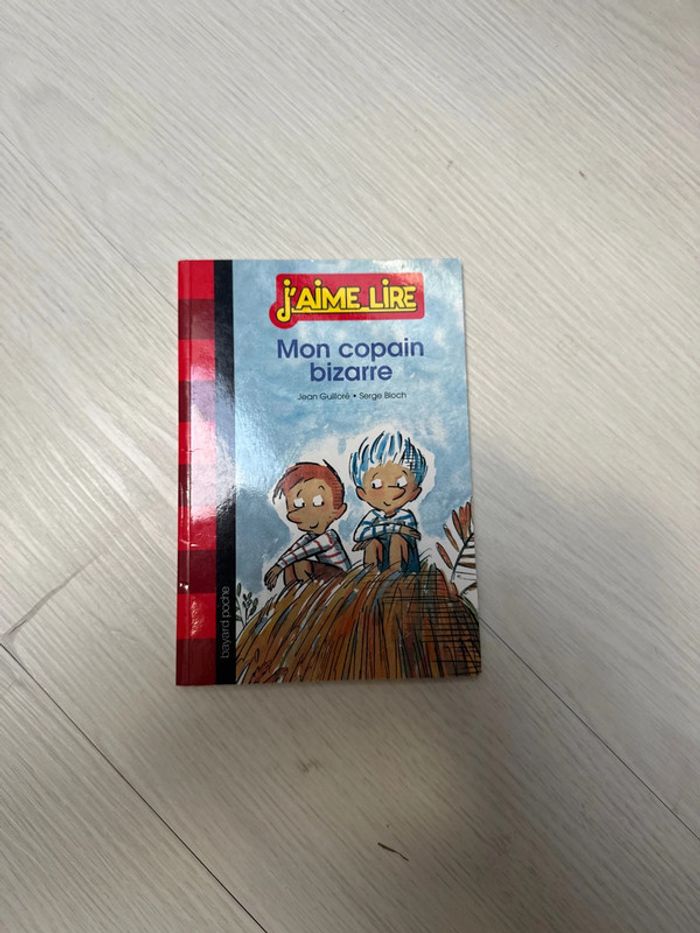 j'AIME LIRE
Mon copain
bizarre
Jean Guilloré • Serge Bloch
bayard poche